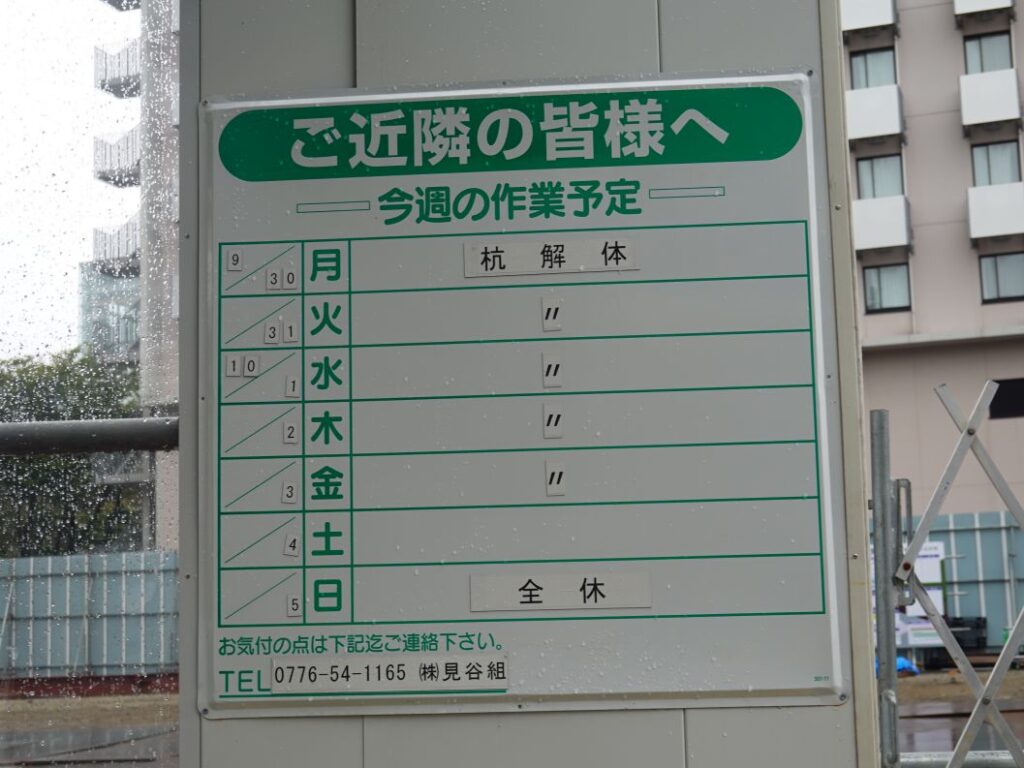 ご近隣の皆様へ
今週の作業予定
9/30 月 杭 解 体
/31 火 〃
10/1 水 〃
/2 木 〃
/3 金 〃
/4 土
/5 日 全 休
お気付の点は下記迄ご連絡下さい。
TEL 0776-54-1165 ㈱見谷組